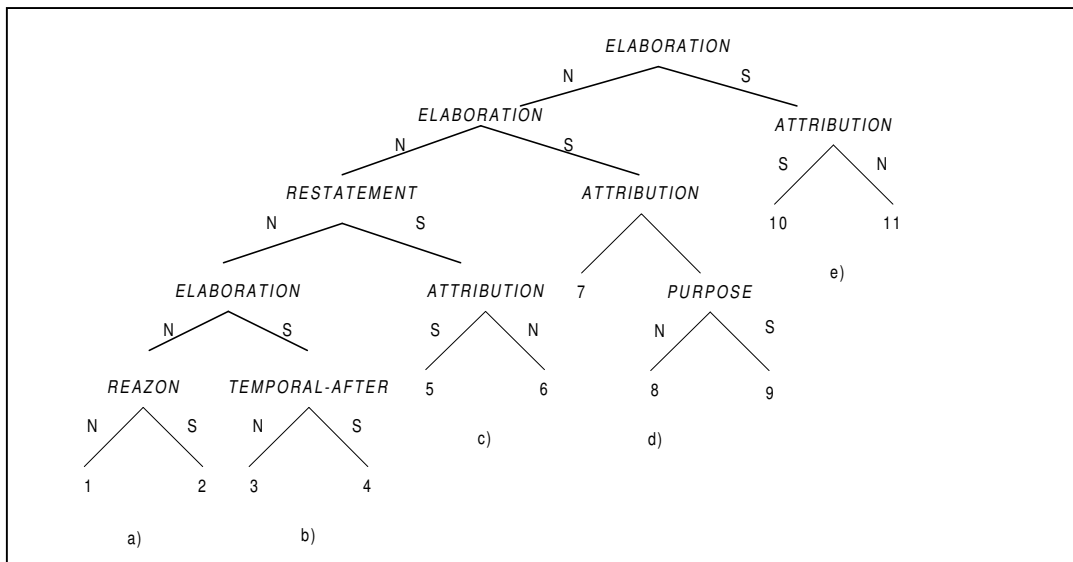 ELABORATION
N S
ELABORATION
ATTRIBUTION
N S
S N
RESTATEMENT
ATTRIBUTION
N S
10 11
e)
ELABORATION
ATTRIBUTION
7
PURPOSE
N S
S N
N S
REAZON
TEMPORAL-AFTER
5 6
8 9
N S
N S
c)
d)
1 2
3 4
a)
b)